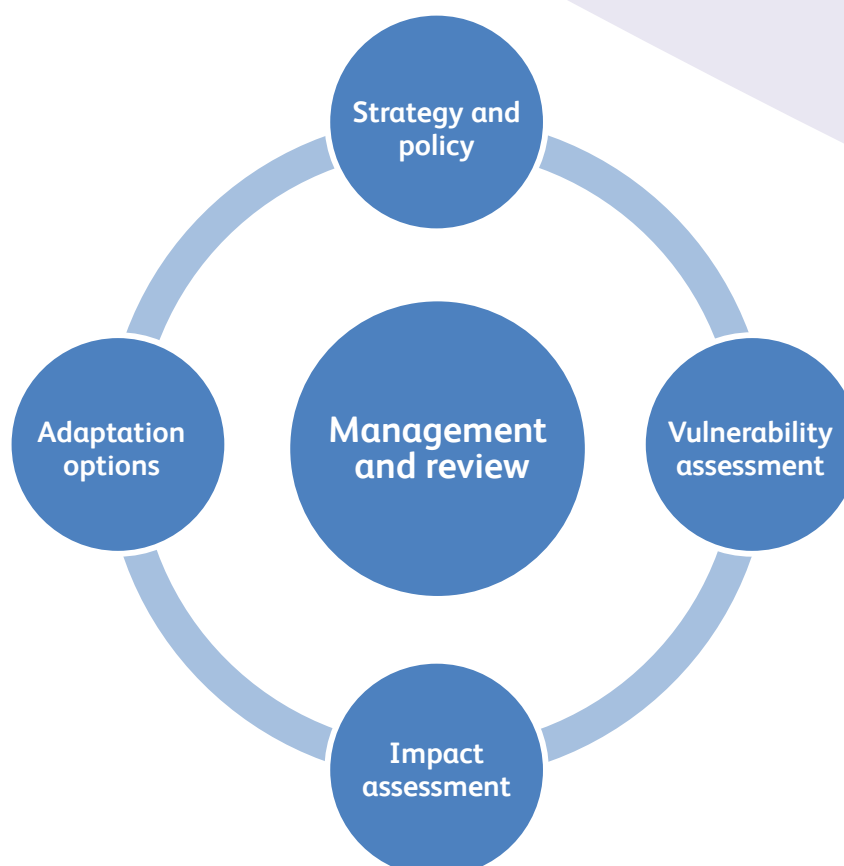 Strategy and
policy
Adaptation
options
Management
and review
Vulnerability
assessment
Impact
assessment